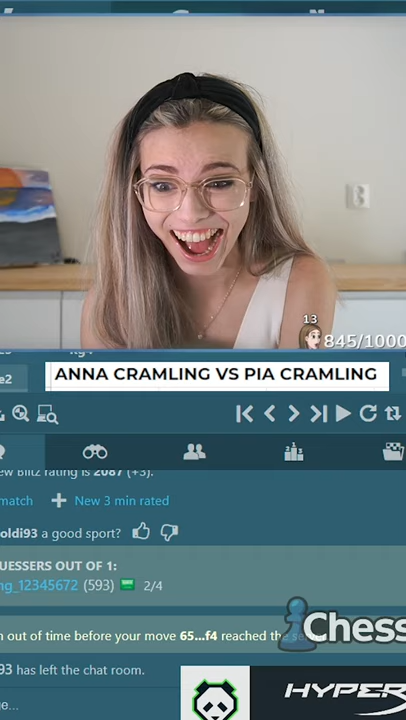 13
845/1000
ANNA CRAMLING VS PIA CRAMLING
e2
ew Blitz rating is 2087 (+3).
match
New 3 min rated
oldi93 a good sport?
UESSERS OUT OF 1:
ng_12345672 (593) 2/4
n out of time before your move 65...f4 reached the
Chess
93 has left the chat room.
HYPER